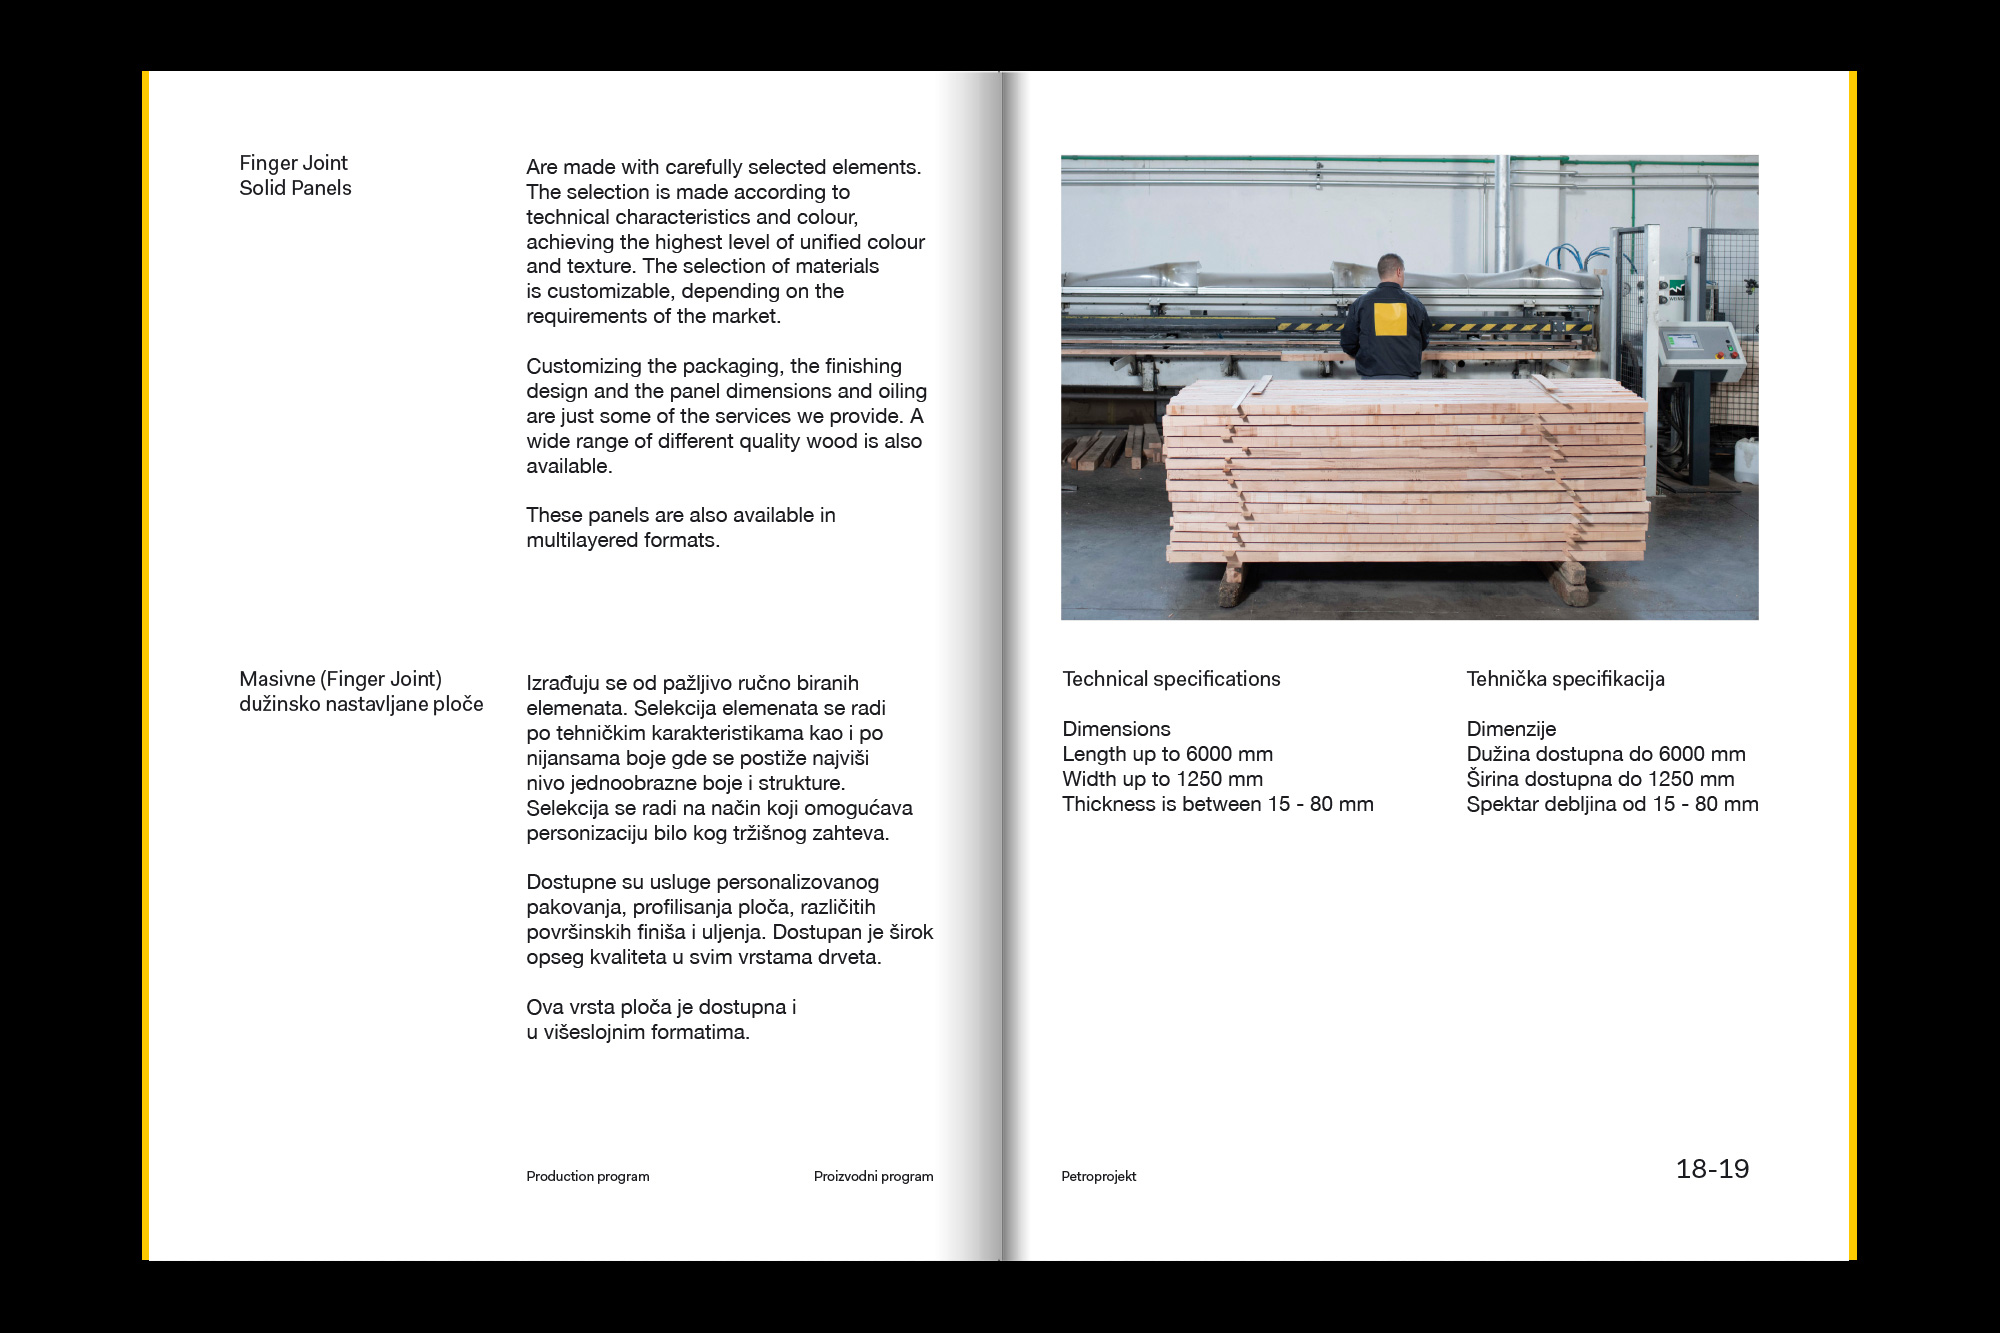 Finger Joint
Solid Panels
Are made with carefully selected elements.
The selection is made according to
technical characteristics and colour,
achieving the highest level of unified colour
and texture. The selection of materials
is customizable, depending on the
requirements of the market.
Customizing the packaging, the finishing
design and the panel dimensions and oiling
are just some of the services we provide. A
wide range of different quality wood is also
available.
These panels are also available in
multilayered formats.
Masivne (Finger Joint)
dužinsko nastavljane ploče
Izrađuju se od pažljivo ručno biranih
elemenata. Selekcija elemenata se radi
po tehničkim karakteristikama kao i po
nijansama boje gde se postiže najviši
nivo jednoobrazne boje i strukture.
Selekcija se radi na način koji omogućava
personizaciju bilo kog tržišnog zahteva.
Dostupne su usluge personalizovanog
pakovanja, profilisanja ploča, različitih
površinskih finiša i uljenja. Dostupan je širok
opseg kvaliteta u svim vrstama drveta.
Ova vrsta ploča je dostupna i
u višeslojnim formatima.
Production program
Proizvodni program
Technical specifications
Dimensions
Length up to 6000 mm
Width up to 1250 mm
Thickness is between 15 - 80 mm
Tehnička specifikacija
Dimenzije
Dužina dostupna do 6000 mm
Širina dostupna do 1250 mm
Spektar debljina od 15 - 80 mm
Petroprojekt
18-19